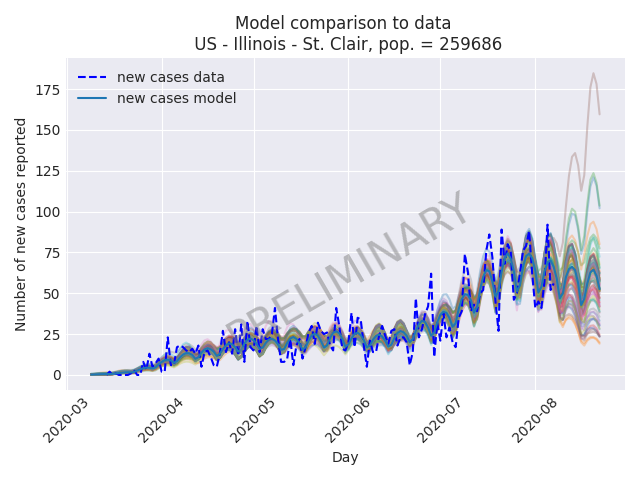 Model comparison to data
US - Illinois - St. Clair, pop. = 259686
new cases data
new cases model
PRELIMINARY
Number of new cases reported
175
150
125
100
75
50
25
0
2020-03
2020-04
2020-05
2020-06
2020-07
2020-08
Day